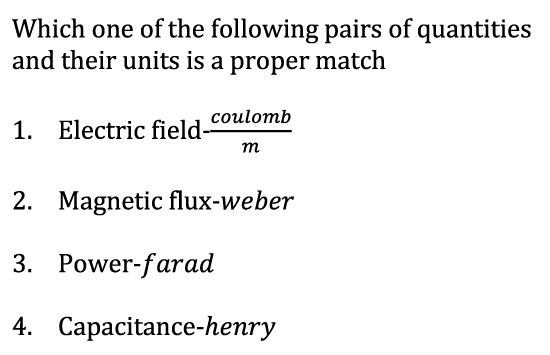 Which one of the following pairs of quantities
and their units is a proper match
1. Electric field-\frac{coulomb}{m}
2. Magnetic flux-weber
3. Power-farad
4. Capacitance-henry